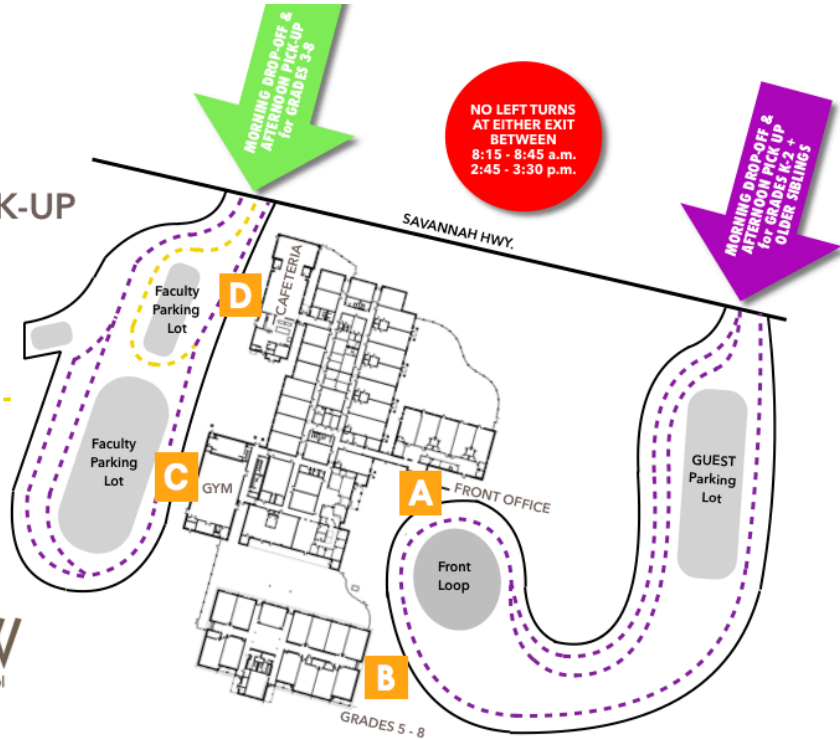 MORNING DROP-OFF &
AFTERNOON PICK-UP
for GRADES 3-8
NO LEFT TURNS
AT EITHER EXIT
BETWEEN
8:15 - 8:45 a.m.
2:45 - 3:30 p.m.
MORNING DROP-OFF &
AFTERNOON PICK UP
for GRADES K-2 +
OLDER SIBLINGS
K-UP
SAVANNAH HWY.
CAFETERIA
D
Faculty
Parking
Lot
Faculty
Parking
Lot
C
GYM
A
FRONT OFFICE
GUEST
Parking
Lot
Front
Loop
B
GRADES 5 - 8